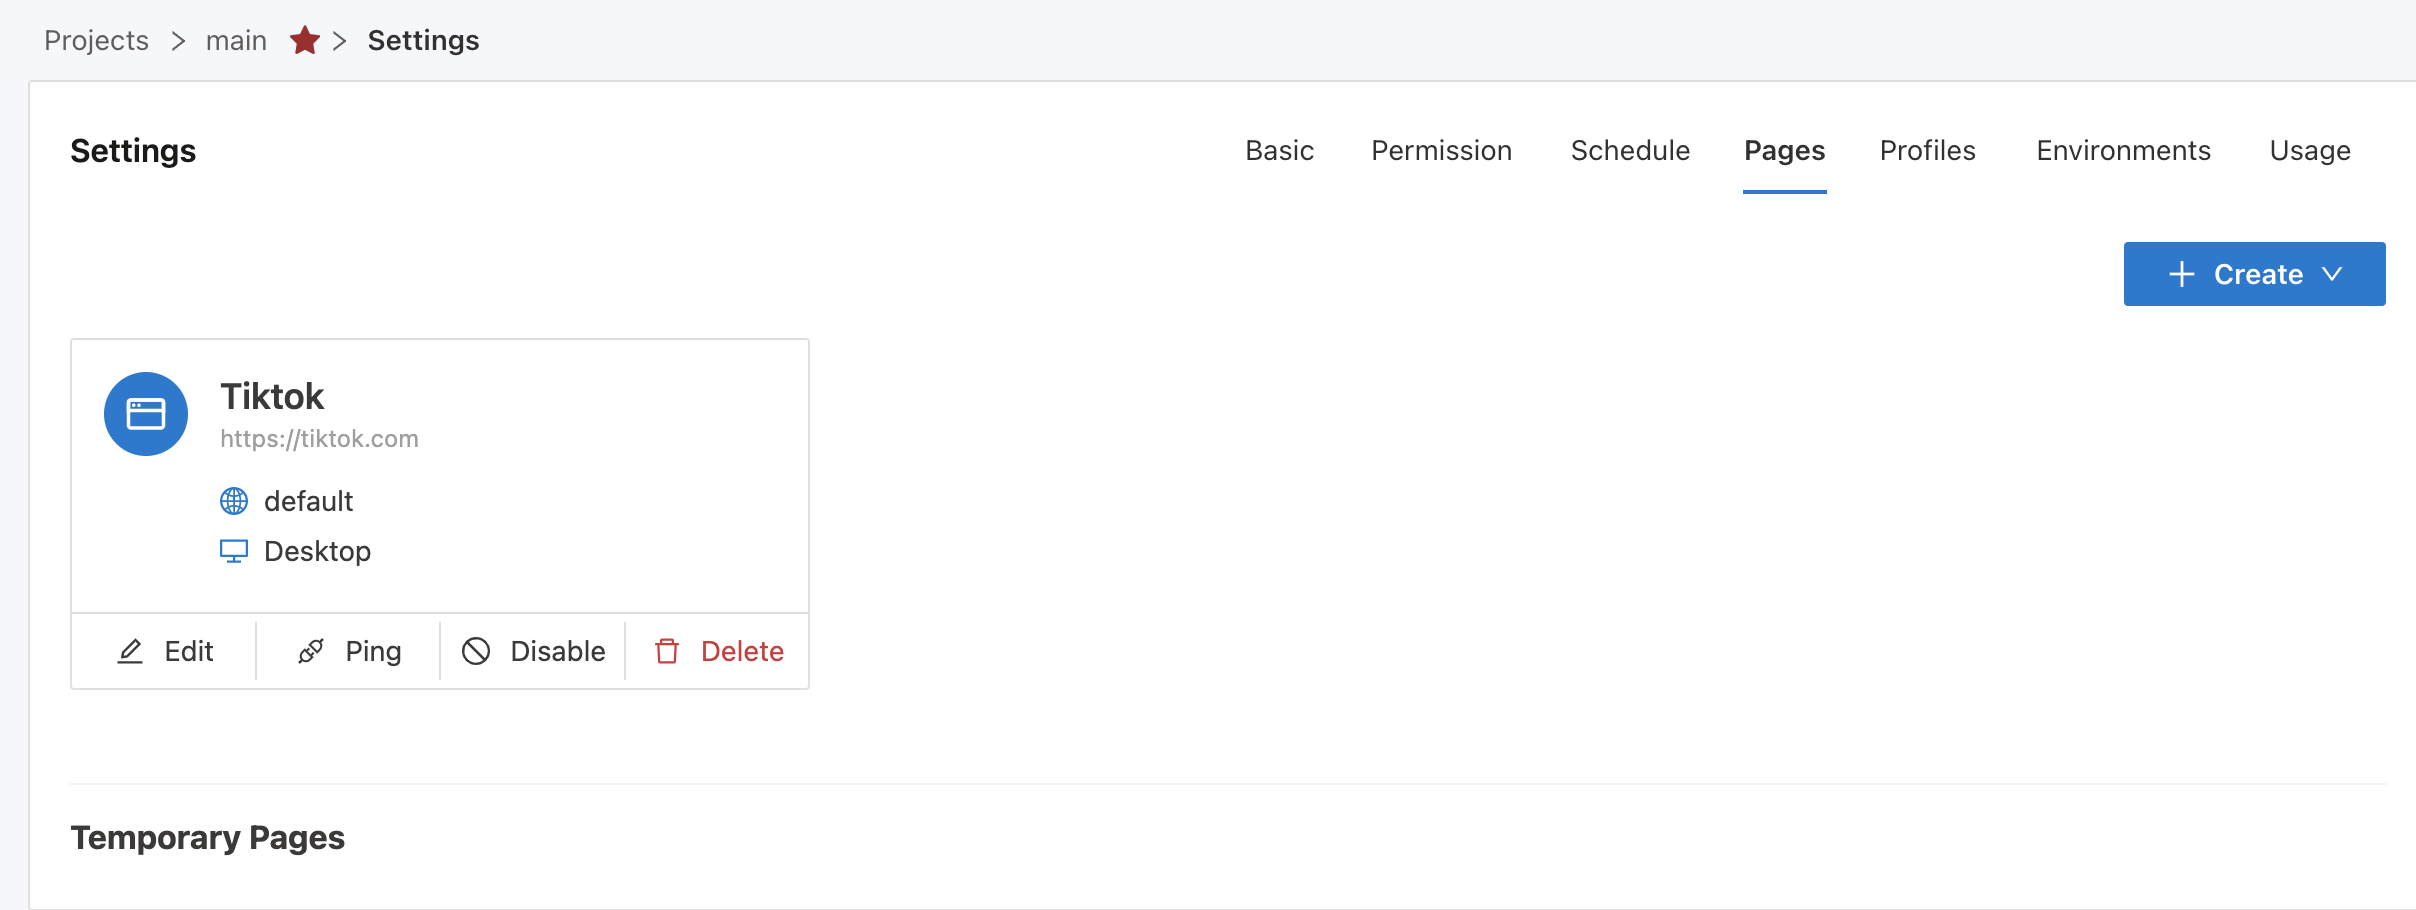 Projects > main > Settings
Settings
Basic Permission Schedule Pages Profiles Environments Usage
Create
Tiktok
https://tiktok.com
default
Desktop
Edit Ping Disable Delete
Temporary Pages